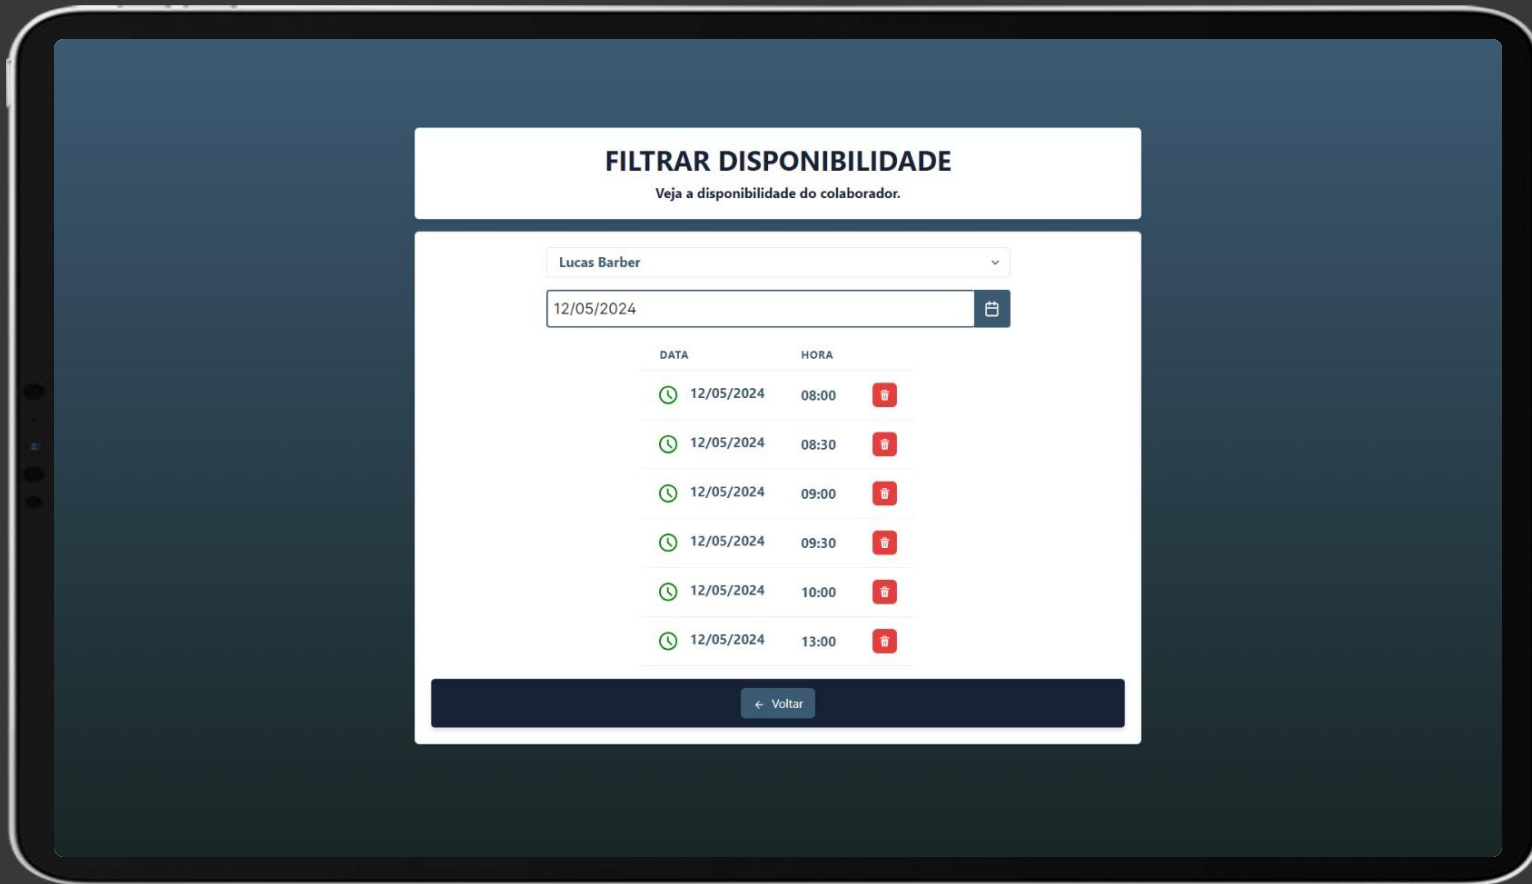 FILTRAR DISPONIBILIDADE
Veja a disponibilidade do colaborador.
Lucas Barber
12/05/2024
DATA HORA
12/05/2024 08:00
12/05/2024 08:30
12/05/2024 09:00
12/05/2024 09:30
12/05/2024 10:00
12/05/2024 13:00
← Voltar